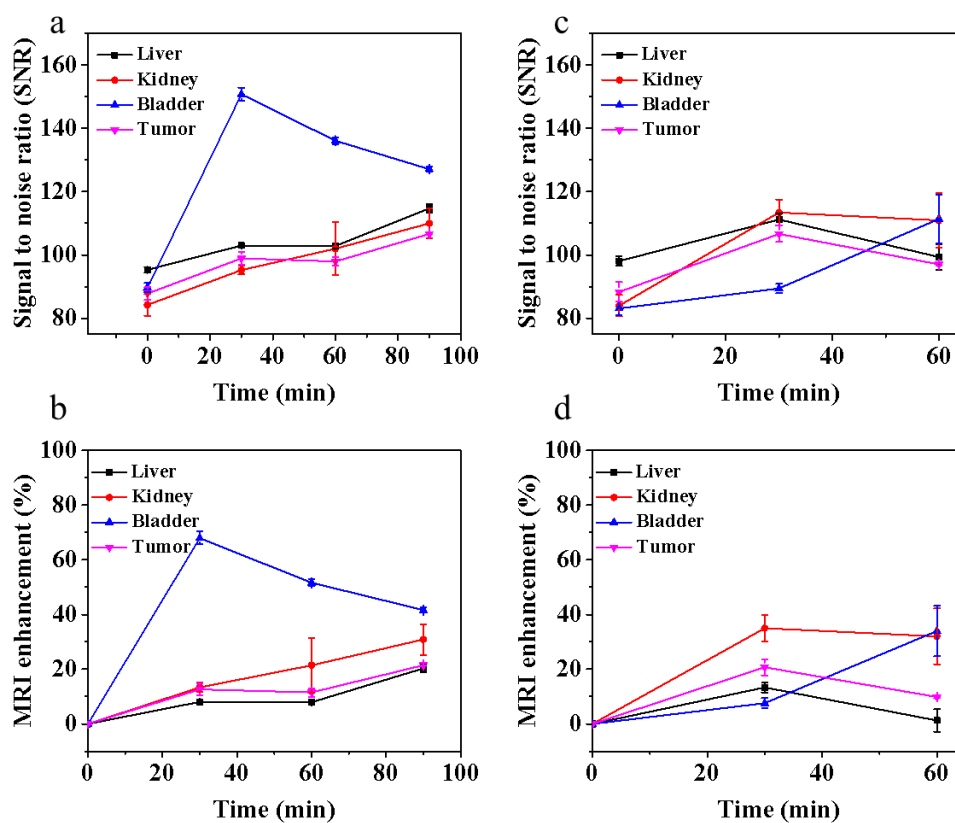 a
160
140
120
100
80
Signal to noise ratio (SNR)
Liver
Kidney
Bladder
Tumor
0 20 40 60 80 100
Time (min)
c
160
140
120
100
80
Signal to noise ratio (SNR)
Liver
Kidney
Bladder
Tumor
0 20 40 60
Time (min)
b
100
80
60
40
20
0
MRI enhancement (%)
Liver
Kidney
Bladder
Tumor
0 20 40 60 80 100
Time (min)
d
100
80
60
40
20
0
MRI enhancement (%)
Liver
Kidney
Bladder
Tumor
0 20 40 60
Time (min)